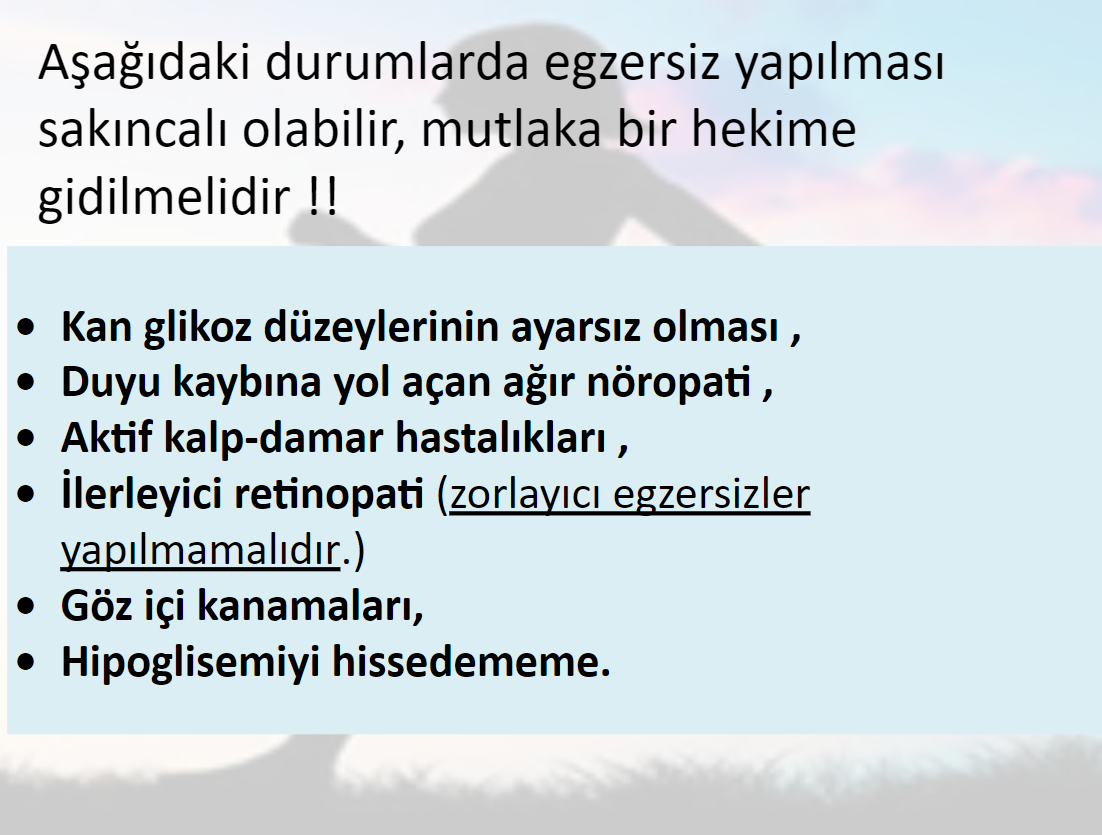 Aşağıdaki durumlarda egzersiz yapılması
sakıncalı olabilir, mutlaka bir hekime
gidilmelidir !!
• Kan glikoz düzeylerinin ayarsız olması ,
• Duyu kaybına yol açan ağır nöropati ,
• Aktif kalp-damar hastalıkları ,
• İlerleyici retinopati (zorlayıcı egzersizler
yapılmamalıdır.)
• Göz içi kanamaları,
• Hipoglisemiyi hissedememe.